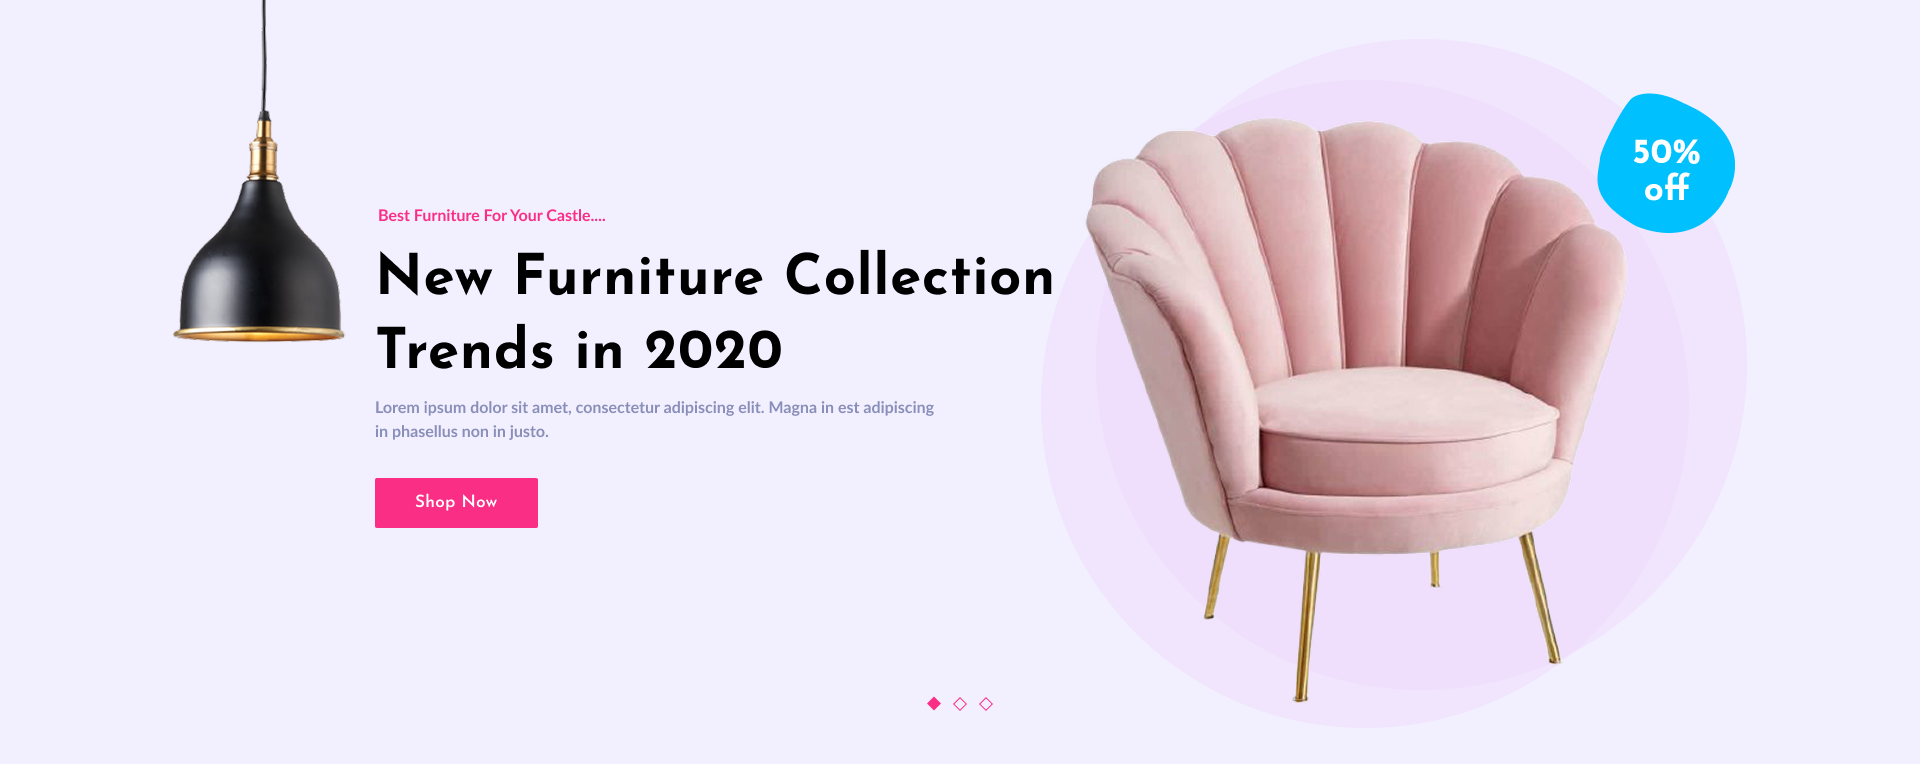 Best Furniture For Your Castle....
New Furniture Collection
Trends in 2020
Lorem ipsum dolor sit amet, consectetur adipiscing elit. Magna in est adipiscing
in phasellus non in justo.
Shop Now
50%
off